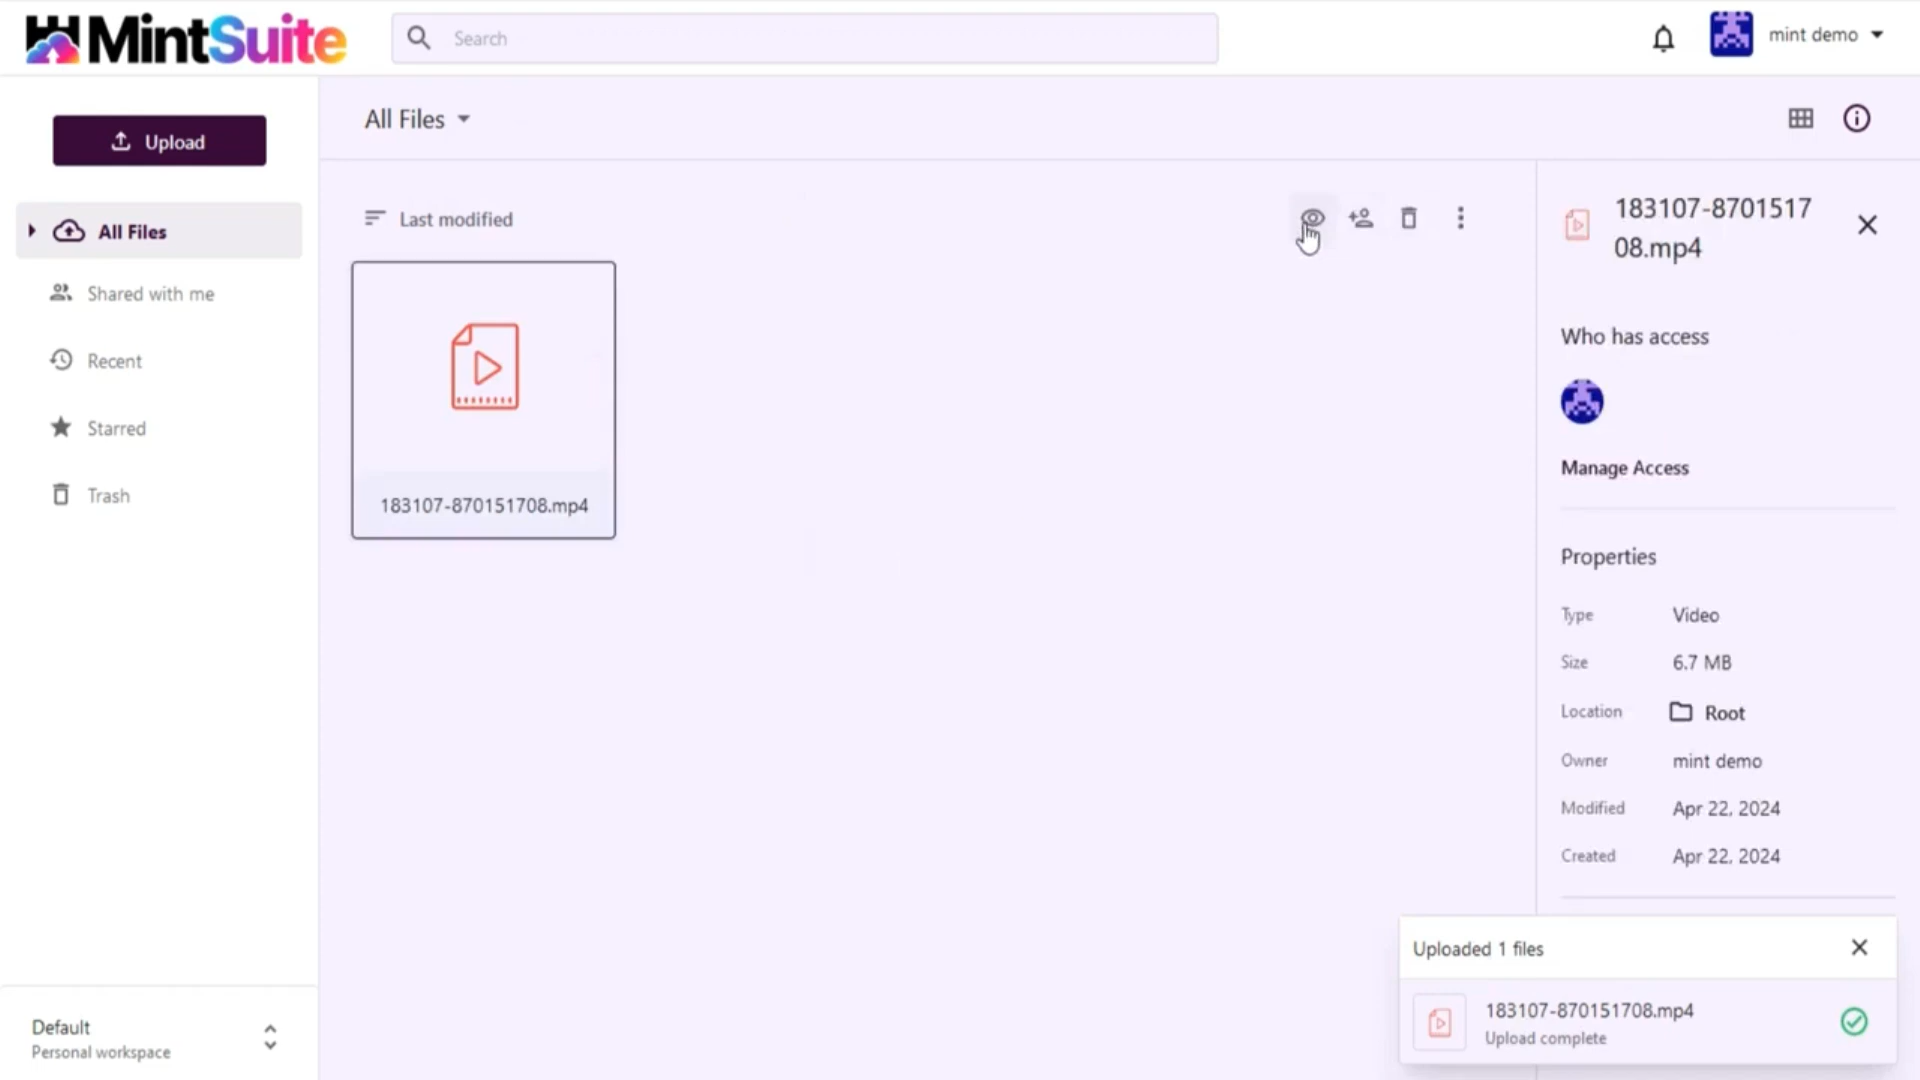 MintSuite
Search
mint demo
Upload
All Files
All Files
Shared with me
Recent
Starred
Trash
Last modified
183107-870151708.mp4
183107-8701517
08.mp4
Who has access
Manage Access
Properties
Type Video
Size 6.7 MB
Location Root
Owner mint demo
Modified Apr 22, 2024
Created Apr 22, 2024
Uploaded 1 files
183107-870151708.mp4
Upload complete
Default
Personal workspace